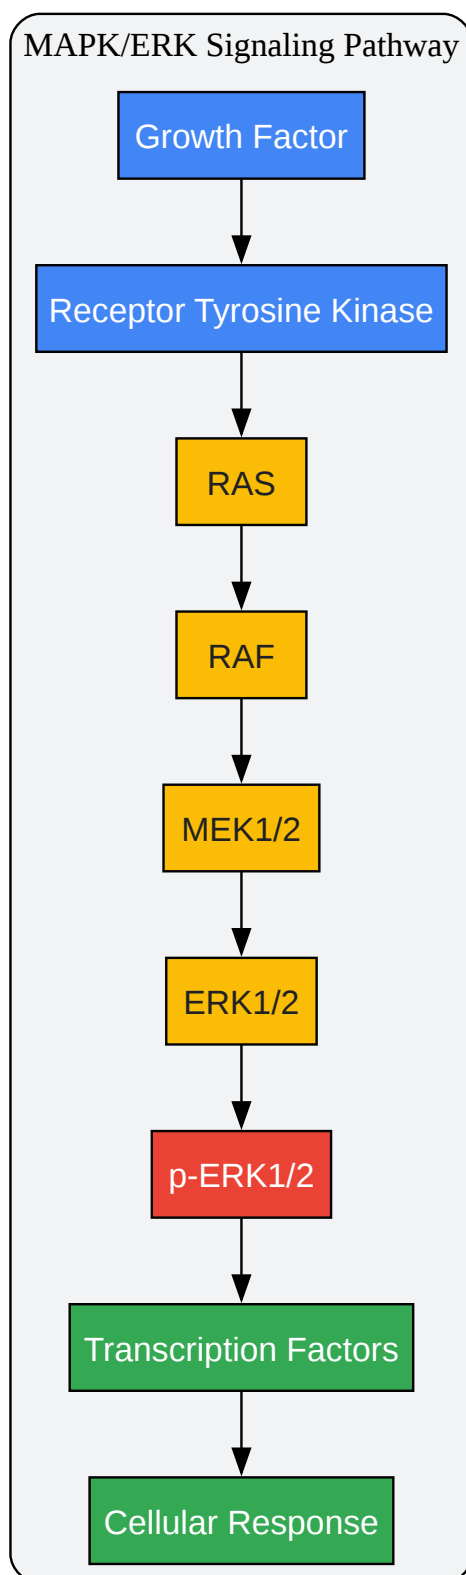 MAPK/ERK Signaling Pathway
Growth Factor
Receptor Tyrosine Kinase
RAS
RAF
MEK1/2
ERK1/2
p-ERK1/2
Transcription Factors
Cellular Response